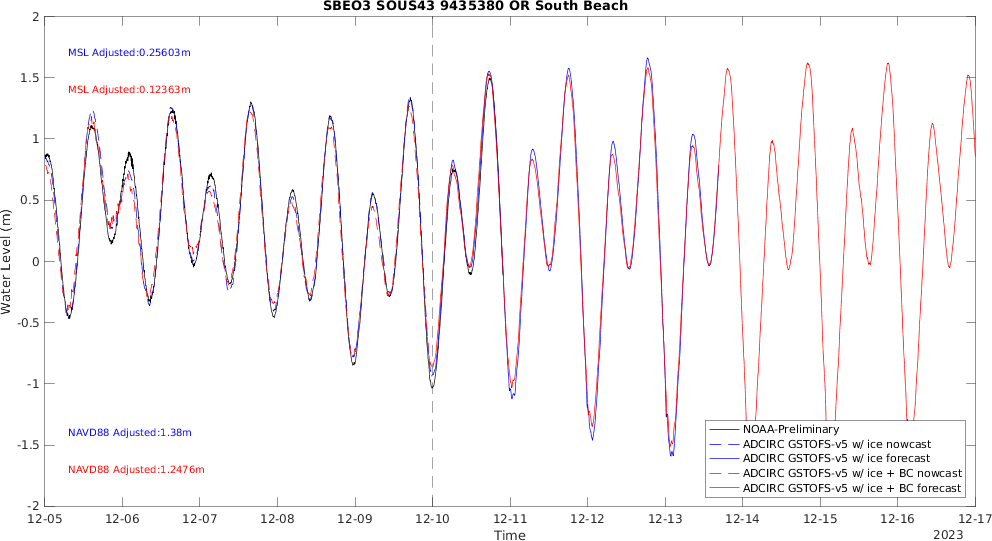 SBEO3 SOUS43 9435380 OR South Beach
2
1.5
1
0.5
0
-0.5
-1
-1.5
-2
Water Level (m)
MSL Adjusted:0.25603m
MSL Adjusted:0.12363m
NAVD88 Adjusted:1.38m
NAVD88 Adjusted:1.2476m
NOAA-Preliminary
ADCIRC GSTOFS-v5 w/ ice nowcast
ADCIRC GSTOFS-v5 w/ ice forecast
ADCIRC GSTOFS-v5 w/ ice + BC nowcast
ADCIRC GSTOFS-v5 w/ ice + BC forecast
12-05 12-06 12-07 12-08 12-09 12-10 12-11 12-12 12-13 12-14 12-15 12-16 12-17
Time
2023